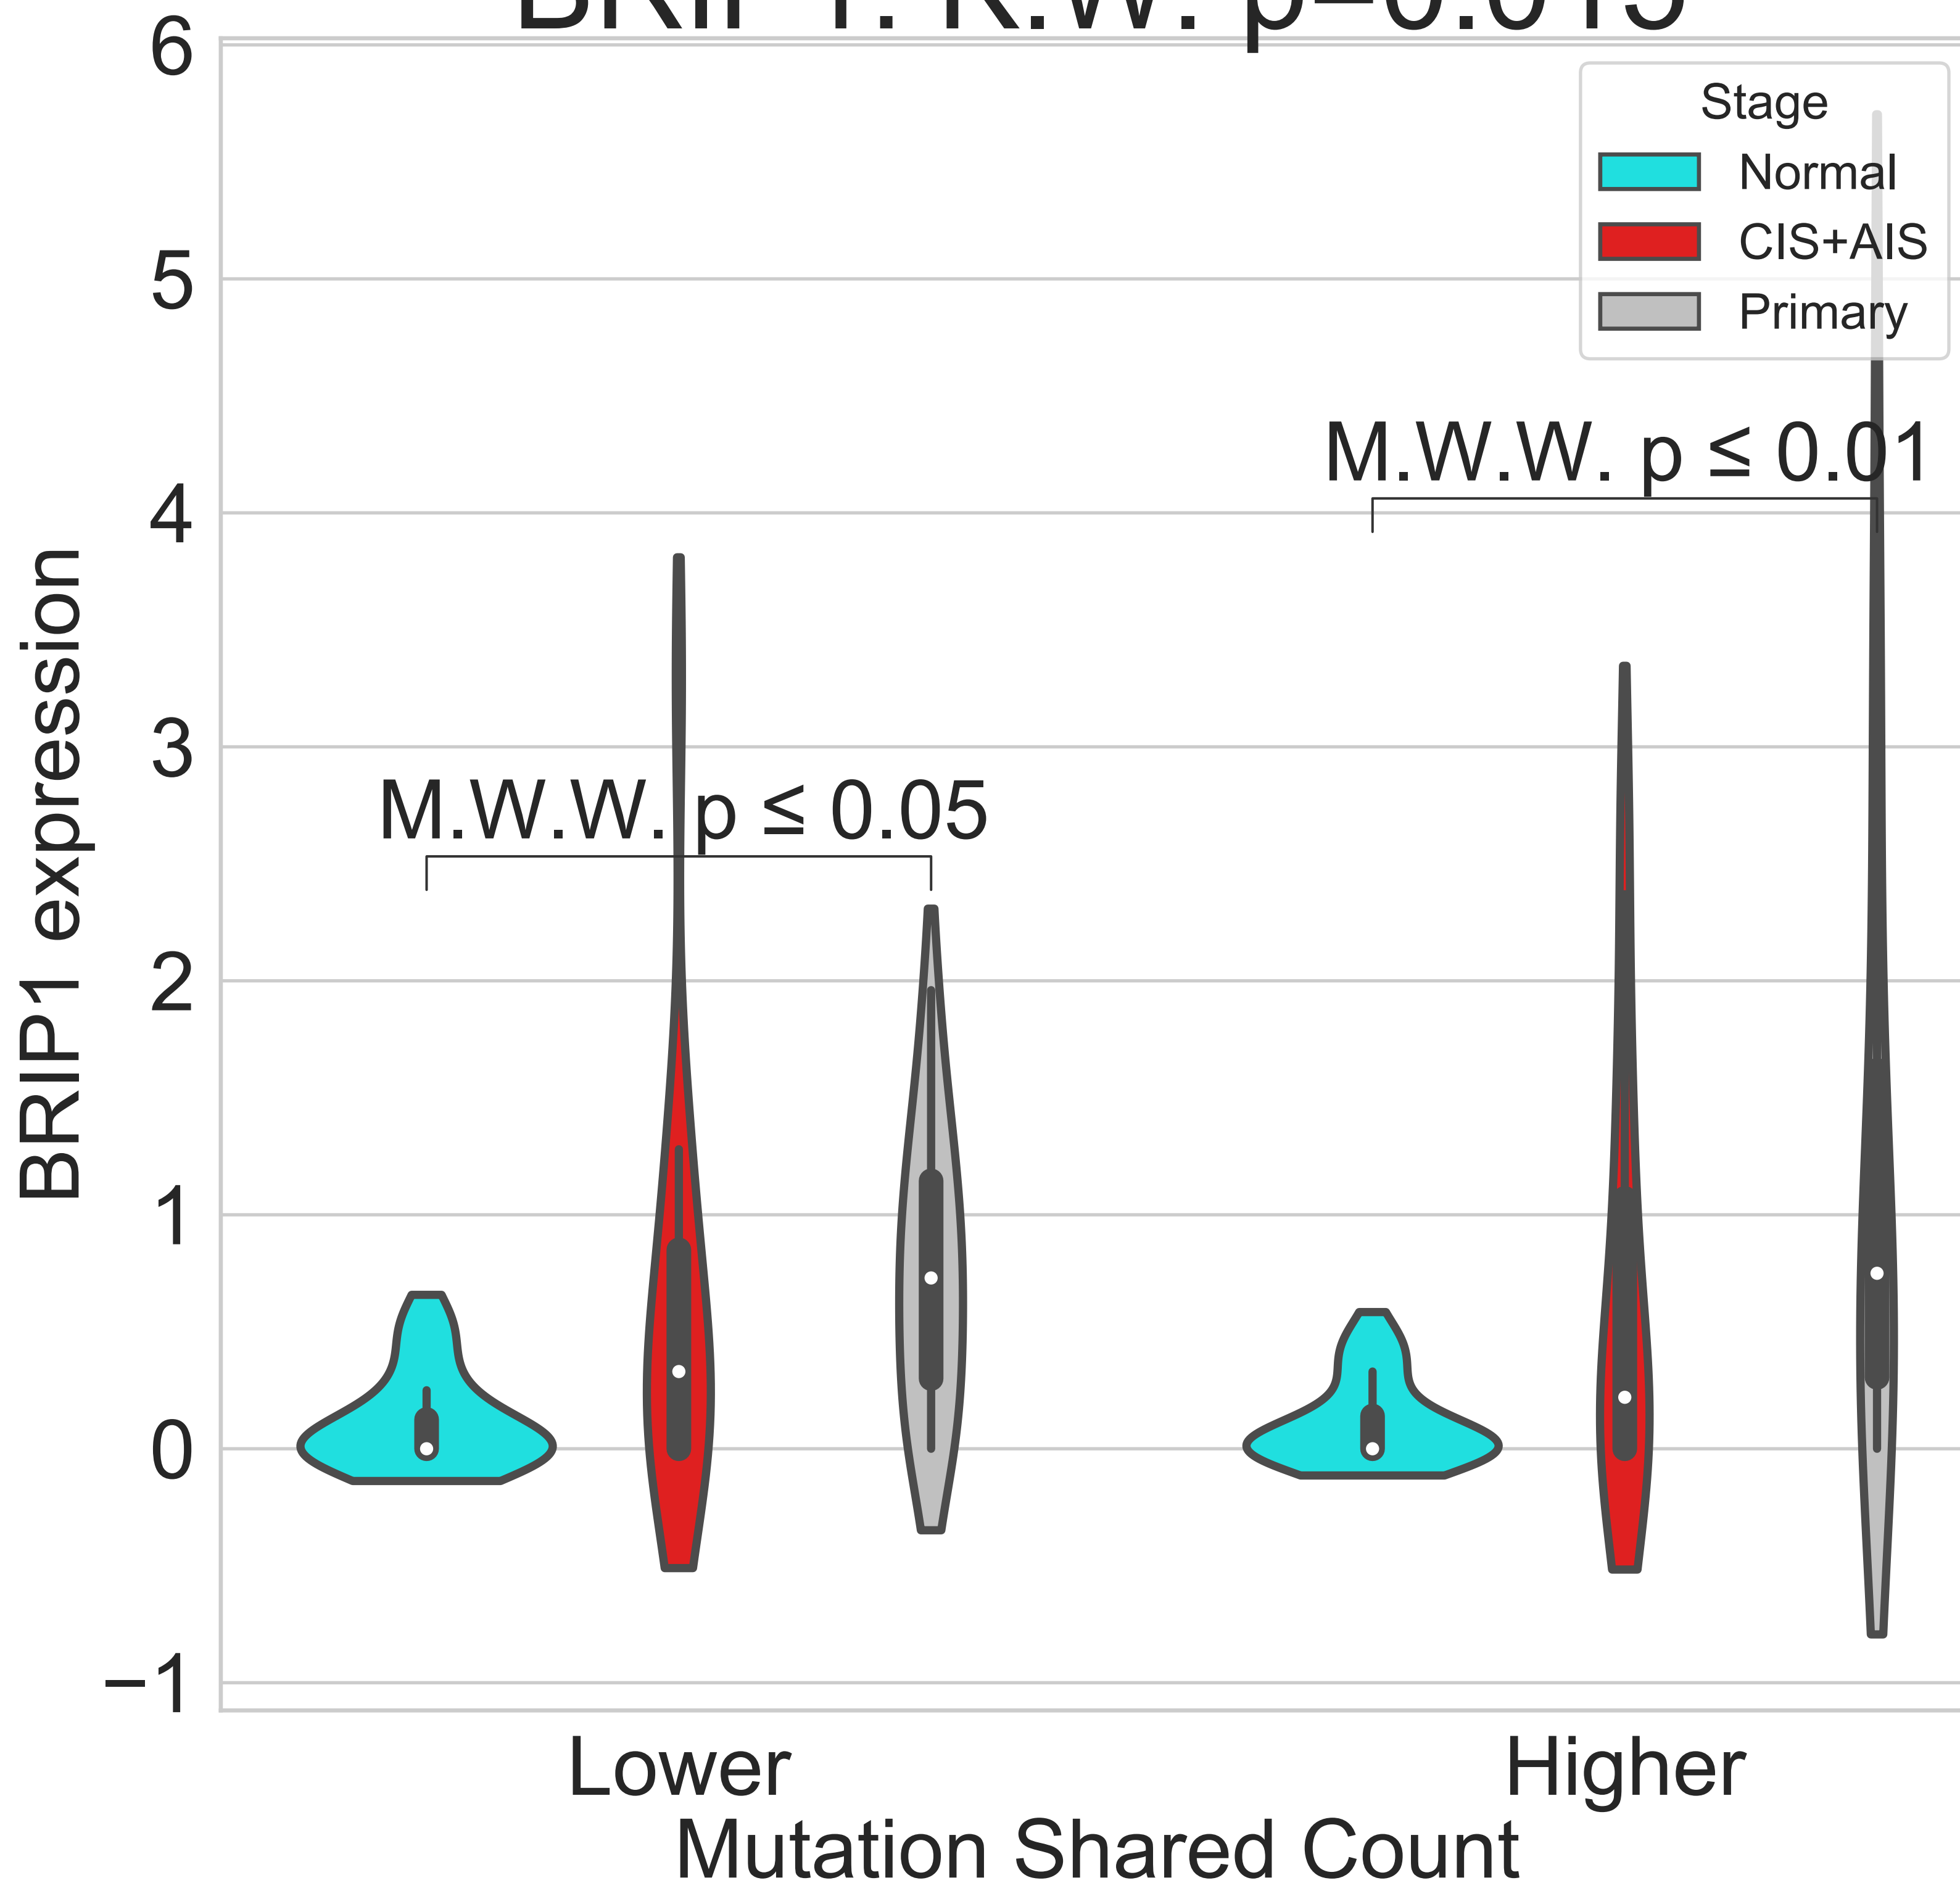 BRIP1: K.W.
6
5
4
3
2
1
0
−1
BRIP1 expression
Stage
Normal
CIS+AIS
Primary
M.W.W. p ≤ 0.01
M.W.W. p ≤ 0.05
Lower
Higher
Mutation Shared Count